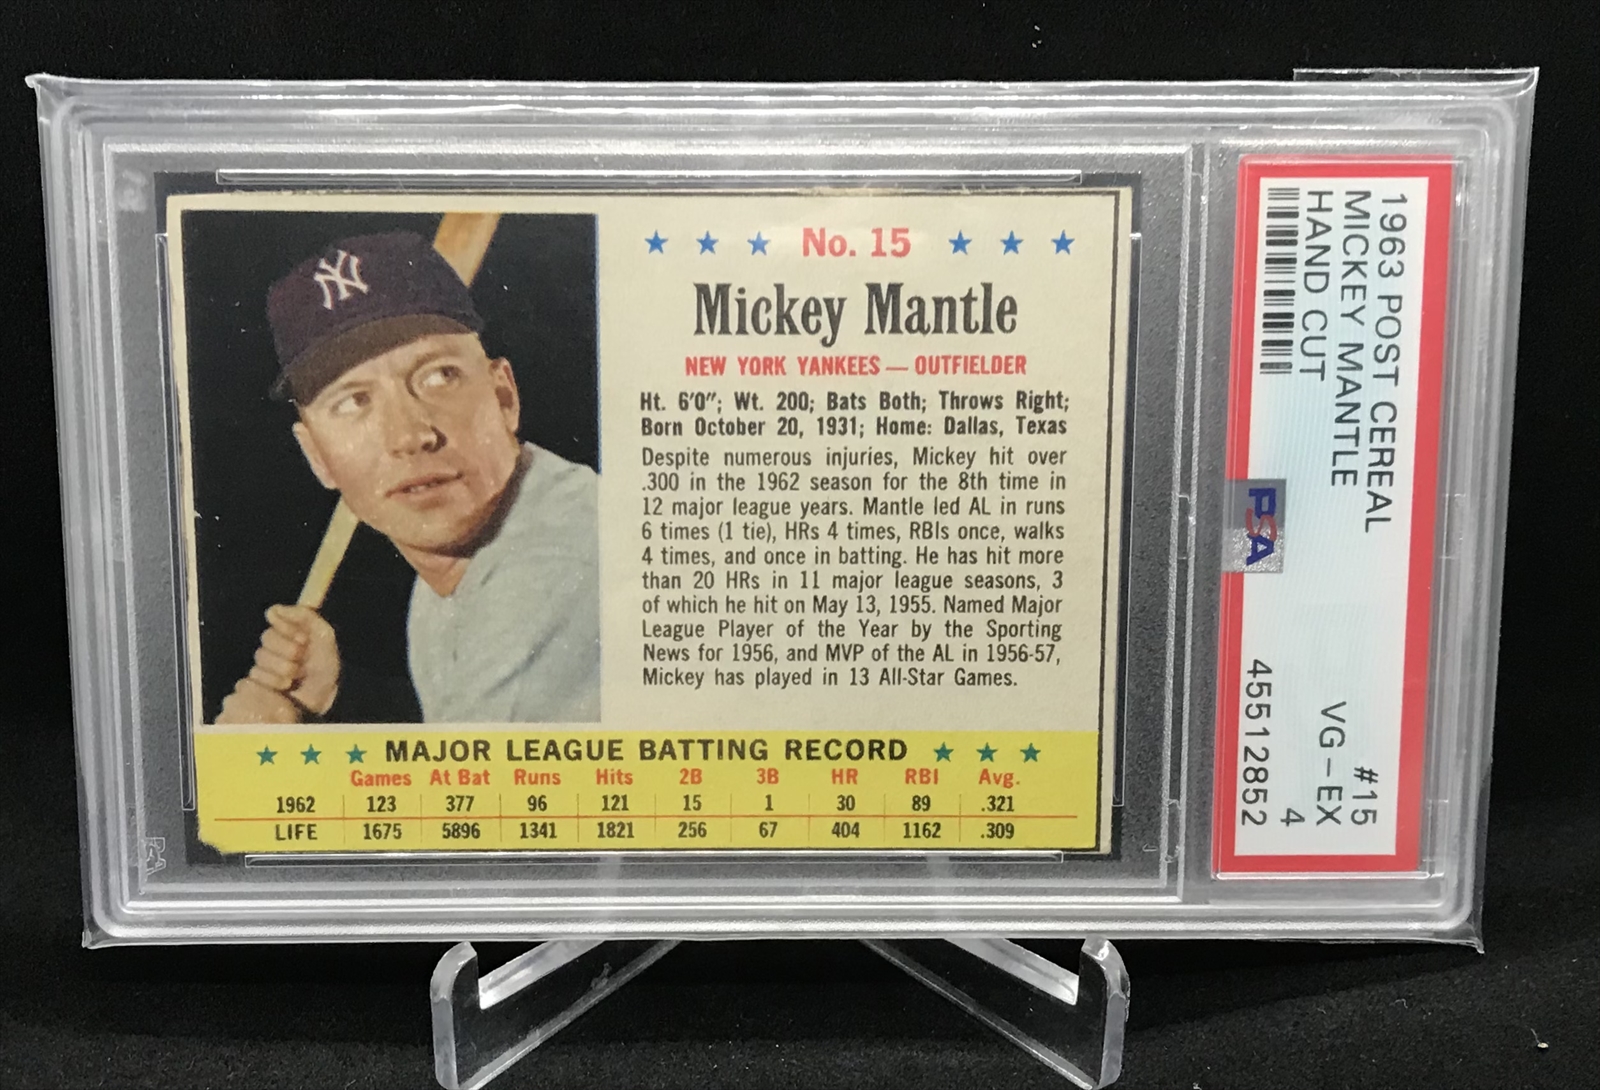 NY
No. 15
Mickey Mantle
NEW YORK YANKEES — OUTFIELDER
Ht. 6'0"; Wt. 200; Bats Both; Throws Right;
Born October 20, 1931; Home: Dallas, Texas
Despite numerous injuries, Mickey hit over
.300 in the 1962 season for the 8th time in
12 major league years. Mantle led AL in runs
6 times (1 tie), HRs 4 times, RBIs once, walks
4 times, and once in batting. He has hit more
than 20 HRs in 11 major league seasons, 3
of which he hit on May 13, 1955. Named Major
League Player of the Year by the Sporting
News for 1956, and MVP of the AL in 1956-57,
Mickey has played in 13 All-Star Games.
MAJOR LEAGUE BATTING RECORD
Games At Bat Runs Hits 2B 3B HR RBI Avg.
1962 123 377 96 121 15 1 30 89 .321
LIFE 1675 5896 1341 1821 256 67 404 1162 .309
1963 POST CEREAL #15
MICKEY MANTLE VG-EX
HAND CUT 4
PSA
45512852